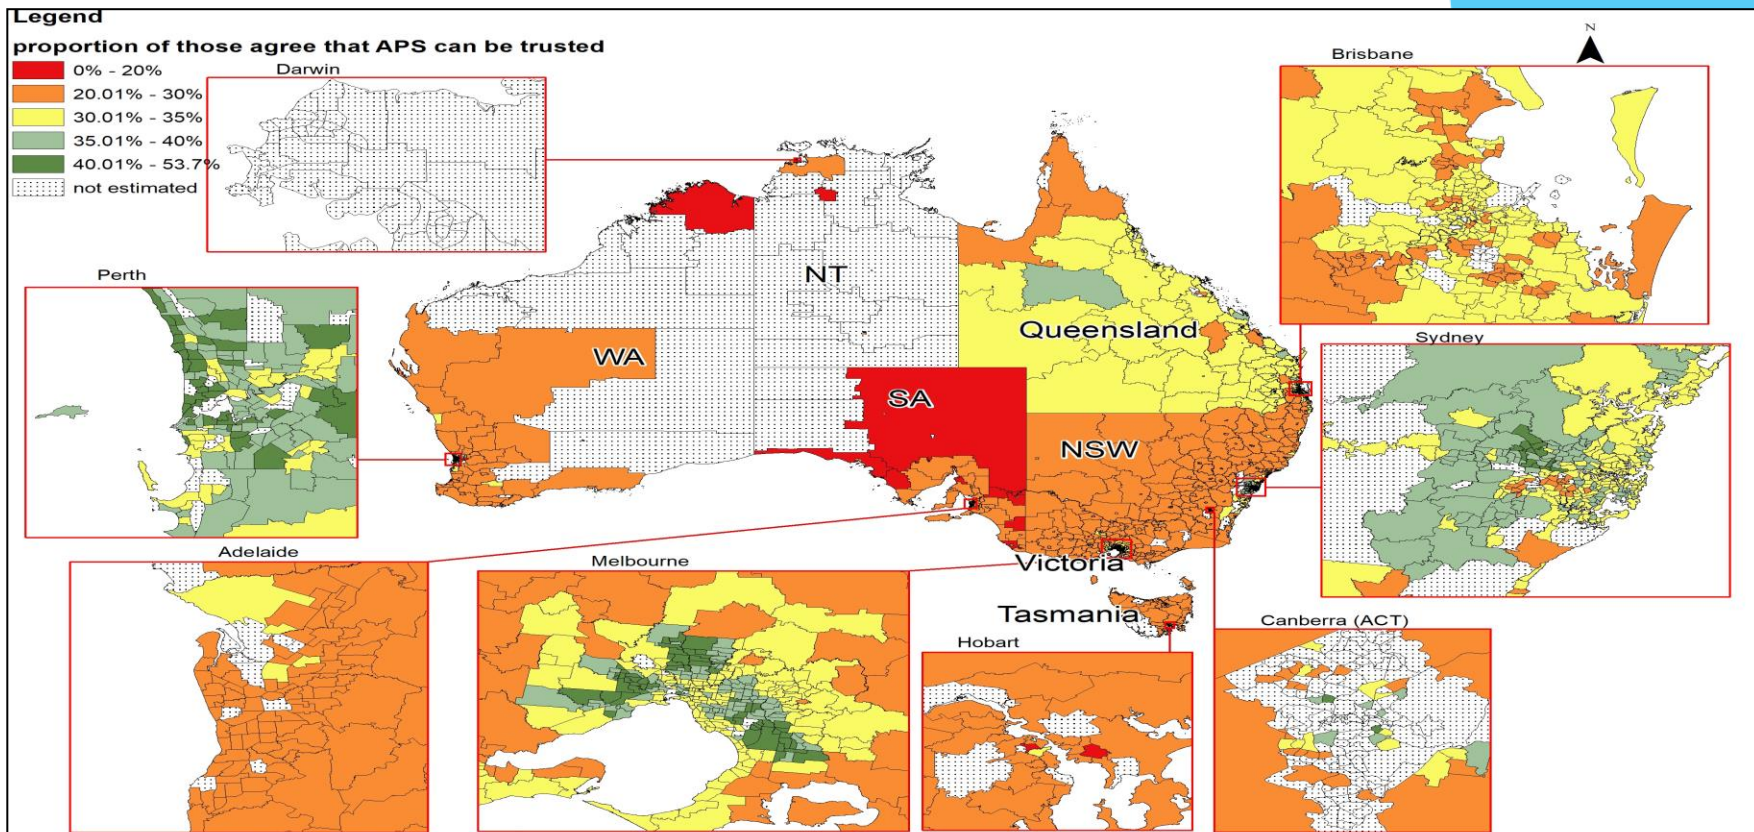 Legend
proportion of those agree that APS can be trusted
0% - 20%
20.01% - 30%
30.01% - 35%
35.01% - 40%
40.01% - 53.7%
not estimated
Darwin
N
Brisbane
Perth
NT
Queensland
WA
Sydney
SA
NSW
Adelaide
Melbourne
Victoria
Tasmania
Hobart
Canberra (ACT)